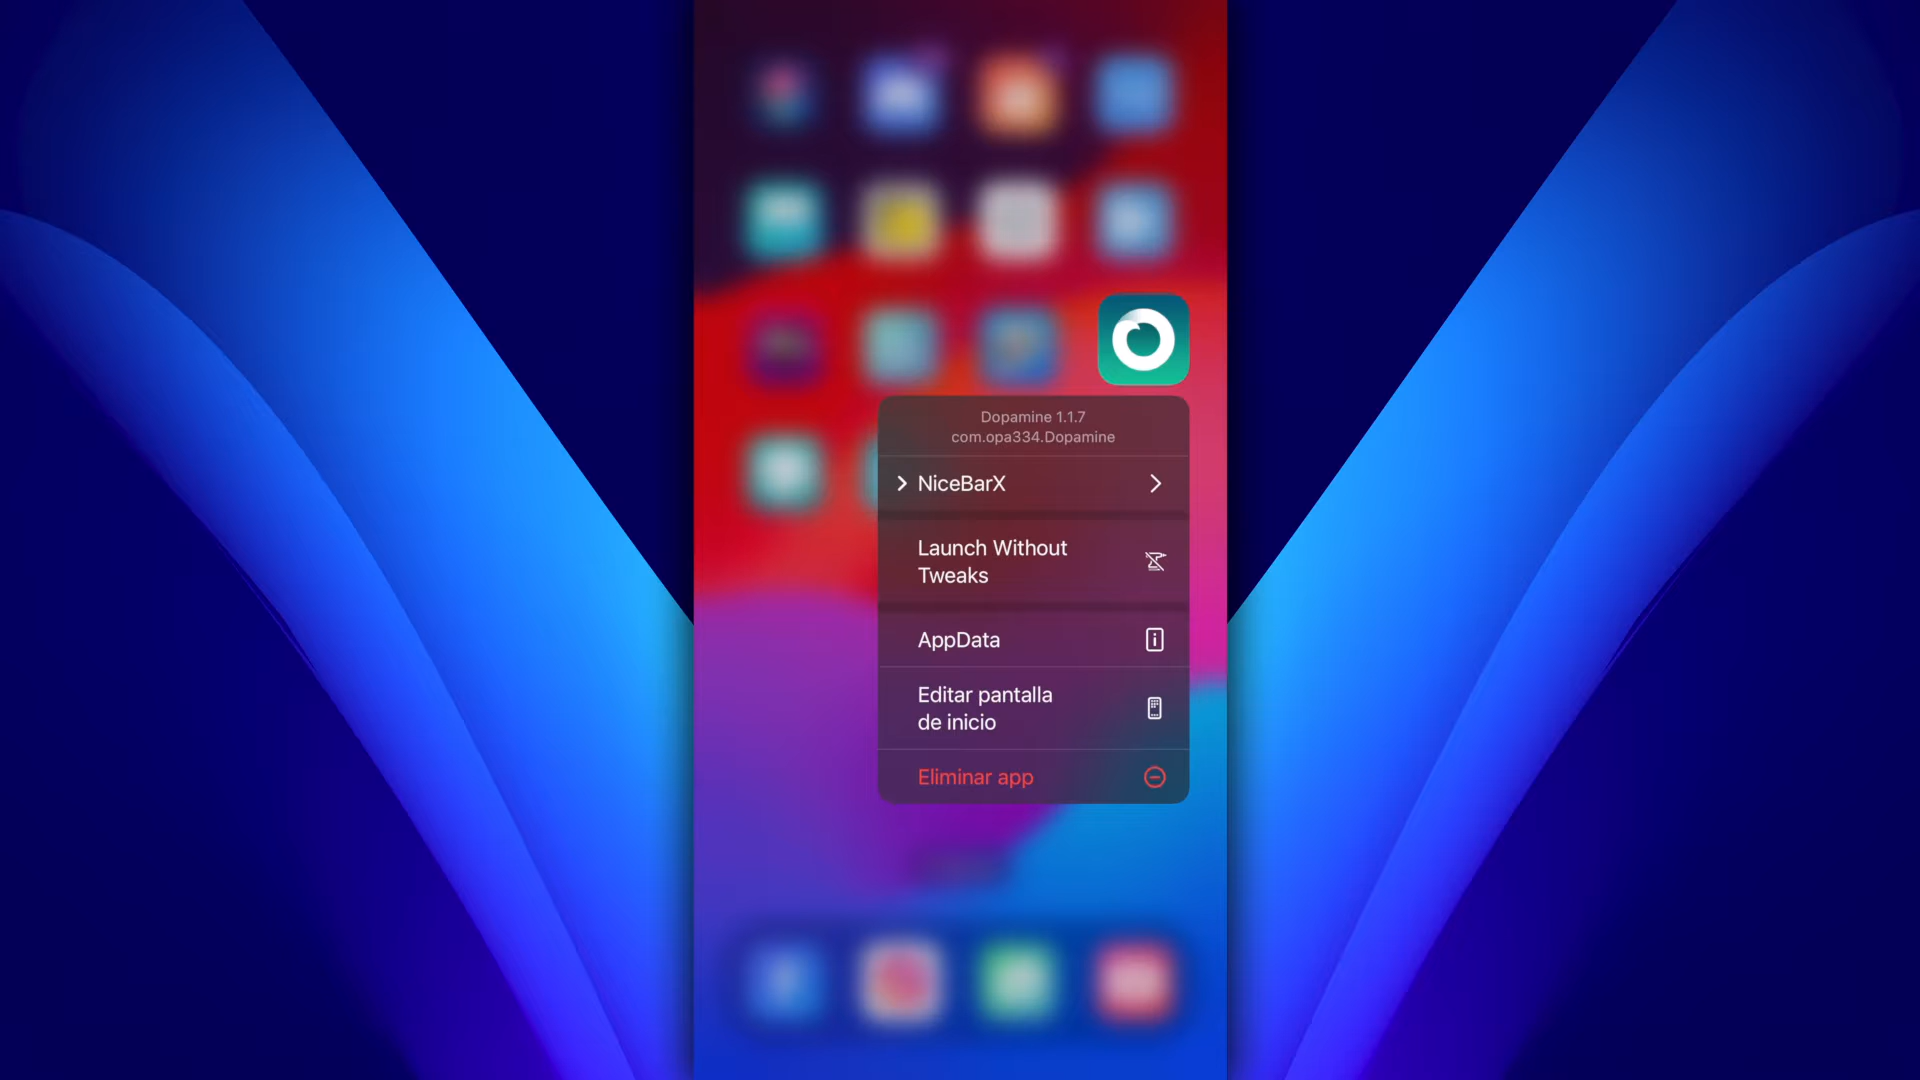 Dopamine 1.1.7
com.opa334.Dopamine
NiceBarX
Launch Without
Tweaks
AppData
Editar pantalla
de inicio
Eliminar app